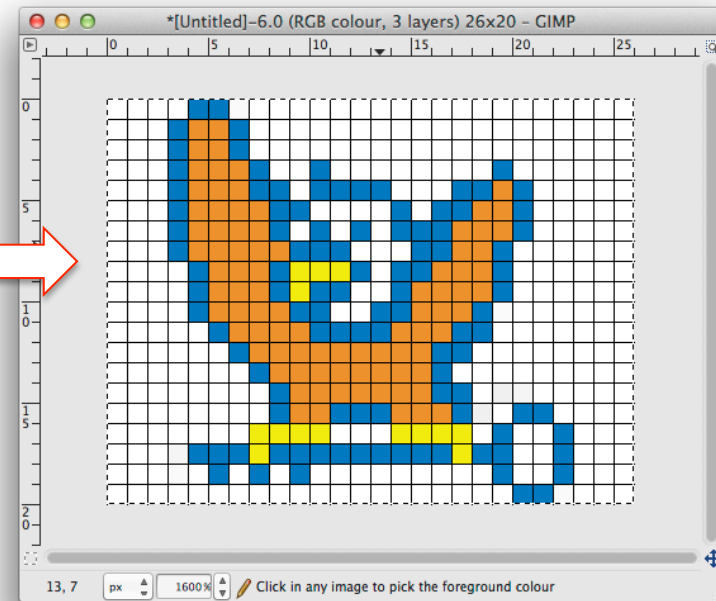 *[Untitled]-6.0 (RGB colour, 3 layers) 26x20 – GIMP
0 5 10 15 20 25
0
5
10
15
20
13, 7 px 1600% Click in any image to pick the foreground colour